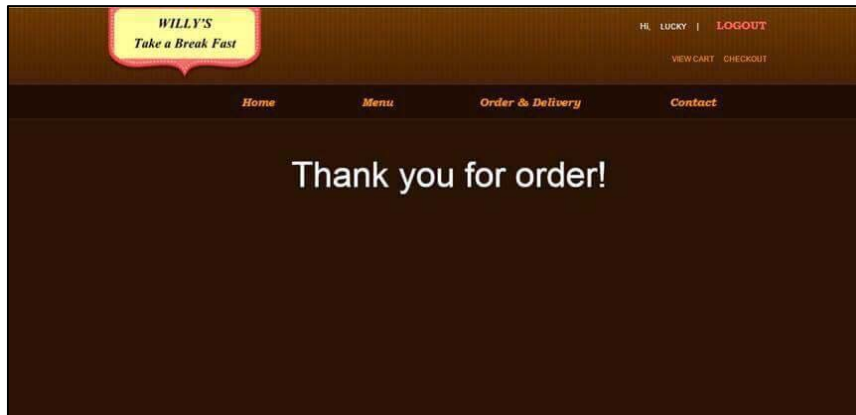 WILLY'S
Take a Break Fast
Hi, LUCKY | LOGOUT
VIEW CART CHECKOUT
Home Menu Order & Delivery Contact
Thank you for order!